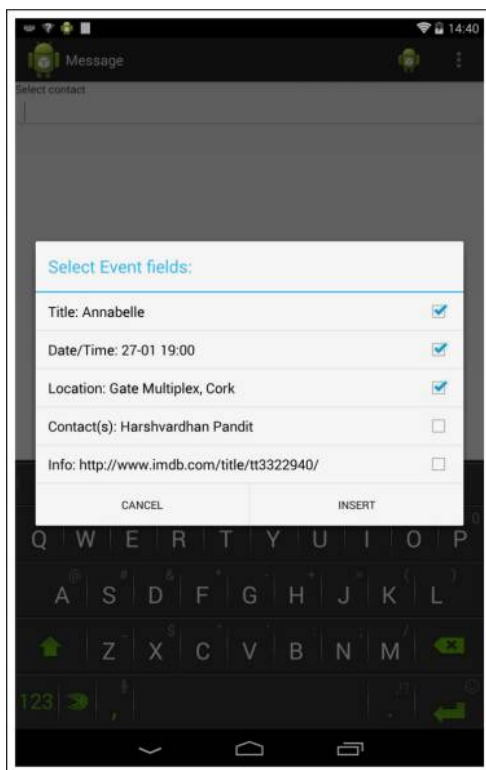 14:40
Message
Select contact
Select Event fields:
Title: Annabelle
Date/Time: 27-01 19:00
Location: Gate Multiplex, Cork
Contact(s): Harshvardhan Pandit
Info: http://www.imdb.com/title/tt3322940/
CANCEL INSERT
0
Q W E R T Y U I O P
@ # & * - + = ( )
A S D F G H J K L
$ " ' : ; /
Z X C V B N M
123 , .